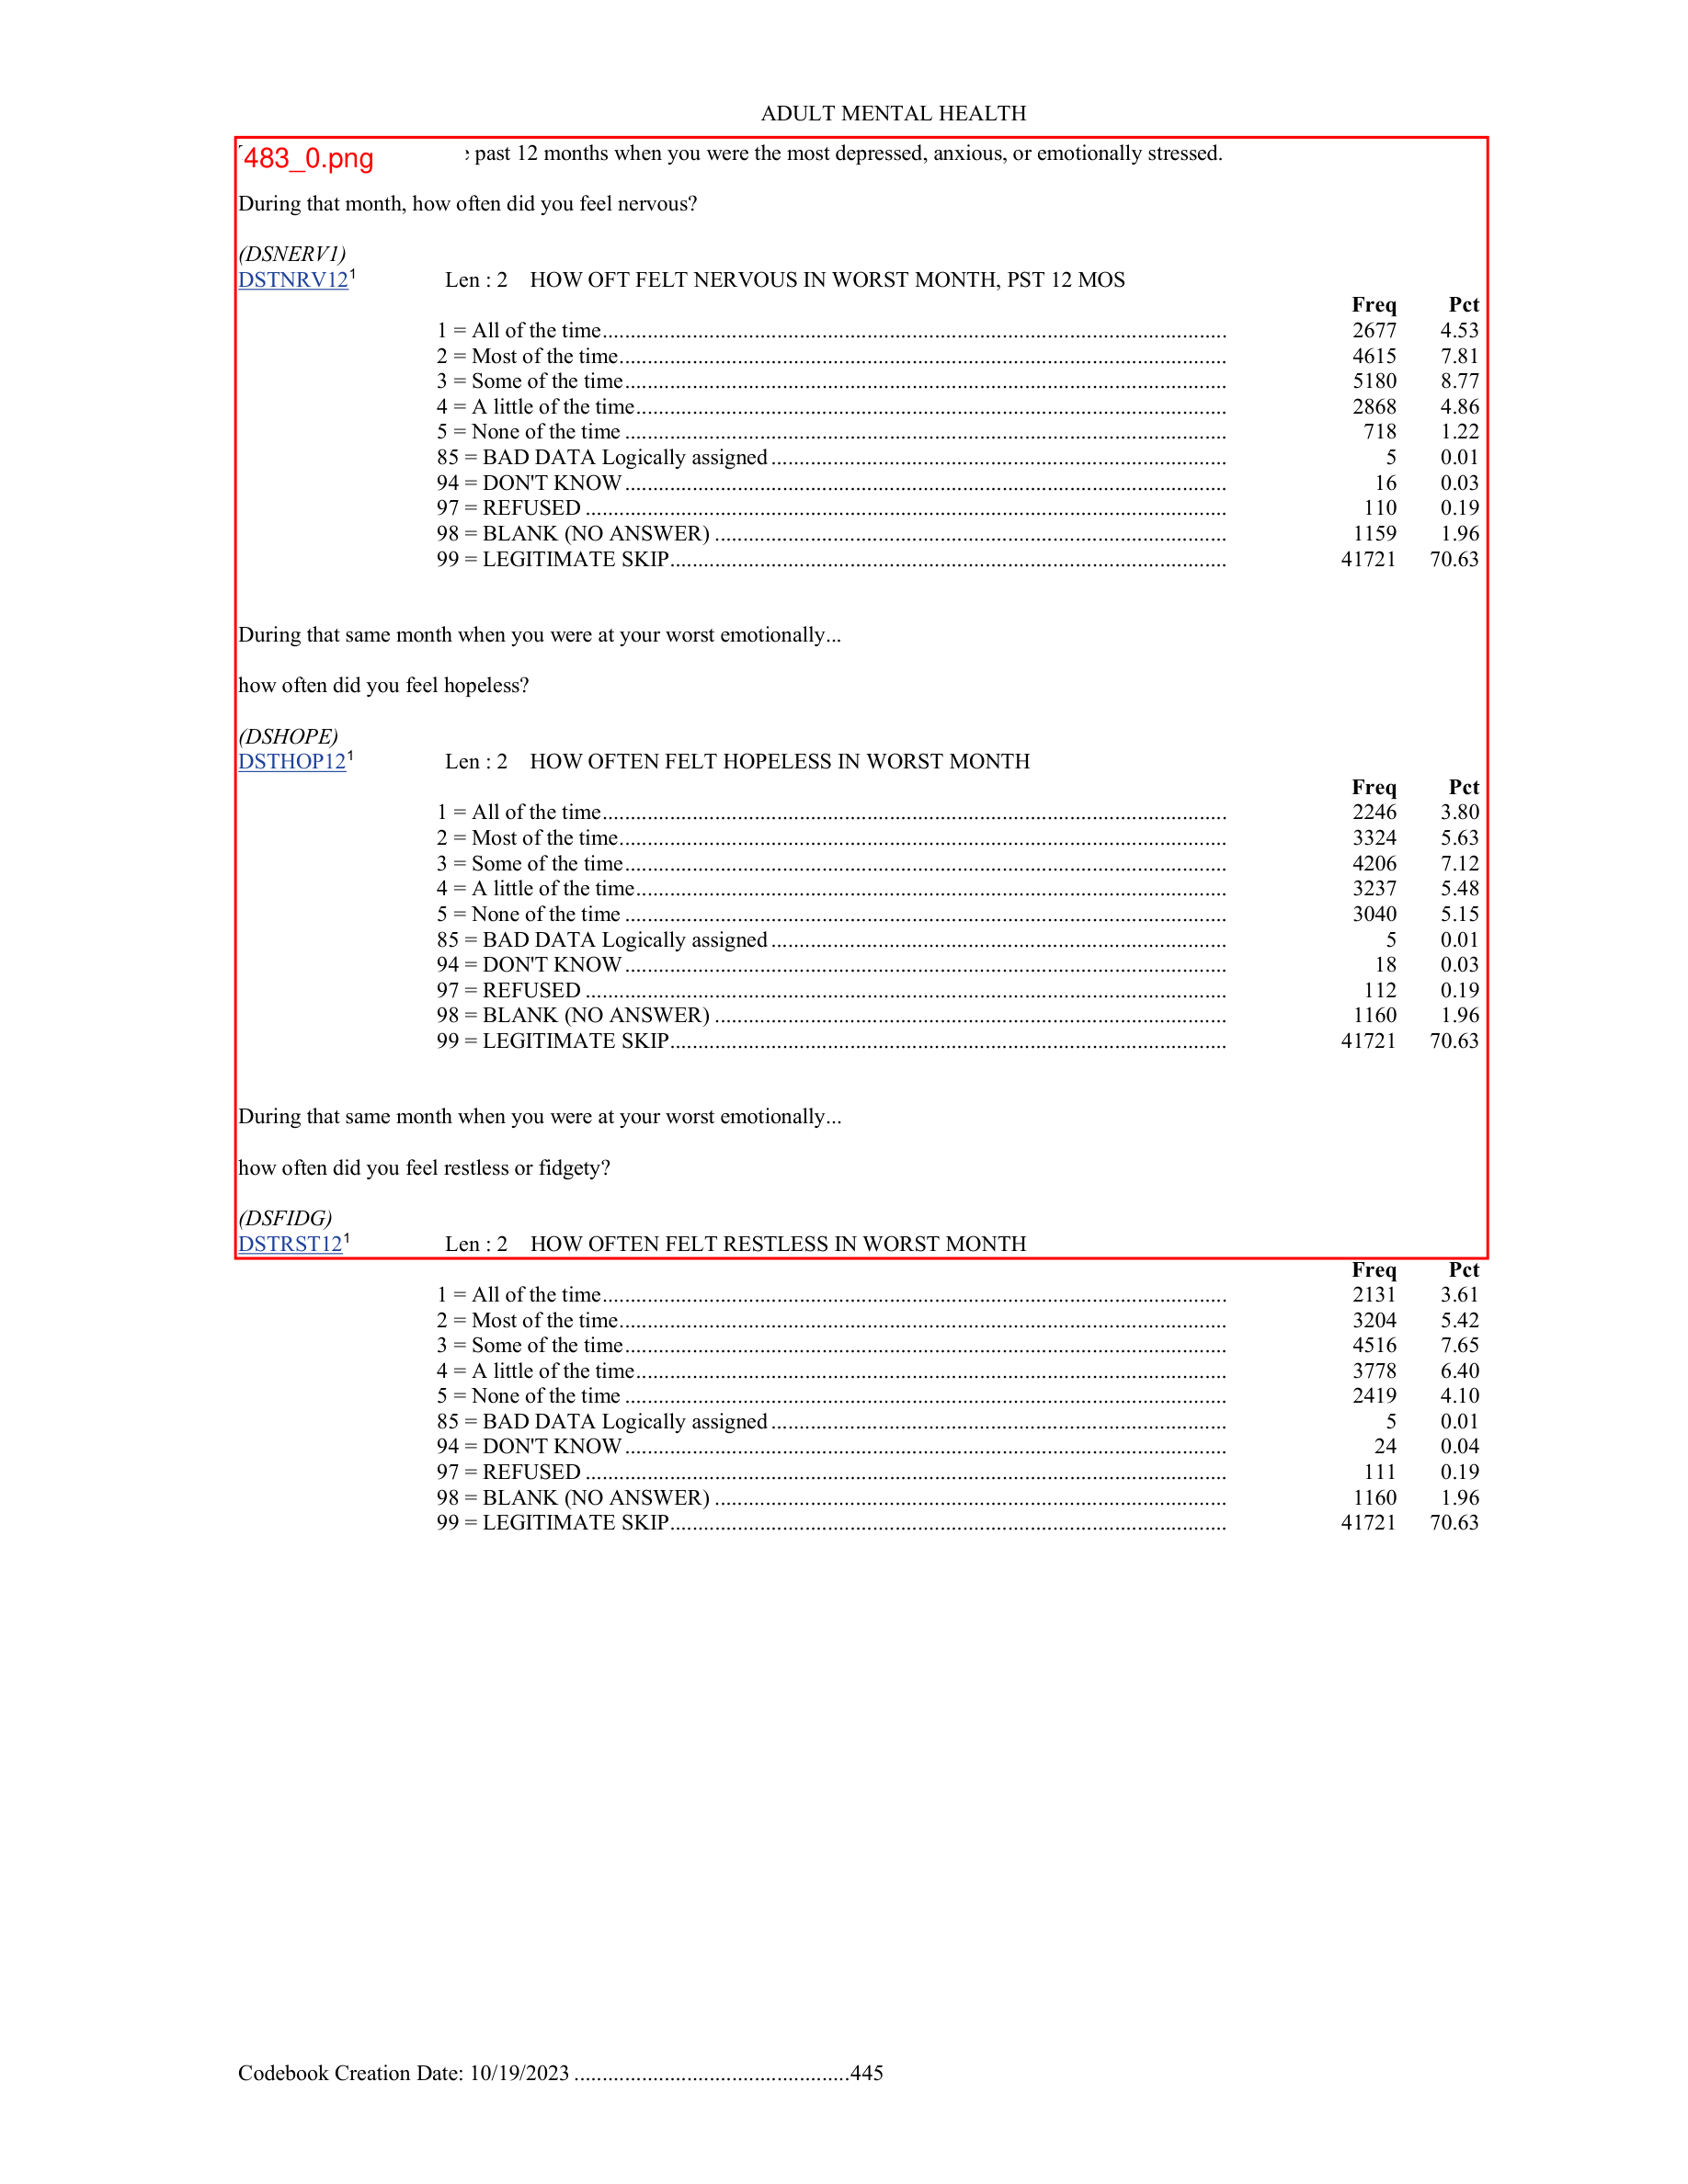 ADULT MENTAL HEALTH
483_0.png past 12 months when you were the most depressed, anxious, or emotionally stressed.
During that month, how often did you feel nervous?
(DSNERV1)
DSTNRV12¹ Len : 2 HOW OFT FELT NERVOUS IN WORST MONTH, PST 12 MOS
Freq Pct
1 = All of the time 2677 4.53
2 = Most of the time 4615 7.81
3 = Some of the time 5180 8.77
4 = A little of the time 2868 4.86
5 = None of the time 718 1.22
85 = BAD DATA Logically assigned 5 0.01
94 = DON'T KNOW 16 0.03
97 = REFUSED 110 0.19
98 = BLANK (NO ANSWER) 1159 1.96
99 = LEGITIMATE SKIP 41721 70.63
During that same month when you were at your worst emotionally...
how often did you feel hopeless?
(DSHOPE)
DSTHOP12¹ Len : 2 HOW OFTEN FELT HOPELESS IN WORST MONTH
Freq Pct
1 = All of the time 2246 3.80
2 = Most of the time 3324 5.63
3 = Some of the time 4206 7.12
4 = A little of the time 3237 5.48
5 = None of the time 3040 5.15
85 = BAD DATA Logically assigned 5 0.01
94 = DON'T KNOW 18 0.03
97 = REFUSED 112 0.19
98 = BLANK (NO ANSWER) 1160 1.96
99 = LEGITIMATE SKIP 41721 70.63
During that same month when you were at your worst emotionally...
how often did you feel restless or fidgety?
(DSFIDG)
DSTRST12¹ Len : 2 HOW OFTEN FELT RESTLESS IN WORST MONTH
Freq Pct
1 = All of the time 2131 3.61
2 = Most of the time 3204 5.42
3 = Some of the time 4516 7.65
4 = A little of the time 3778 6.40
5 = None of the time 2419 4.10
85 = BAD DATA Logically assigned 5 0.01
94 = DON'T KNOW 24 0.04
97 = REFUSED 111 0.19
98 = BLANK (NO ANSWER) 1160 1.96
99 = LEGITIMATE SKIP 41721 70.63
Codebook Creation Date: 10/19/2023 445